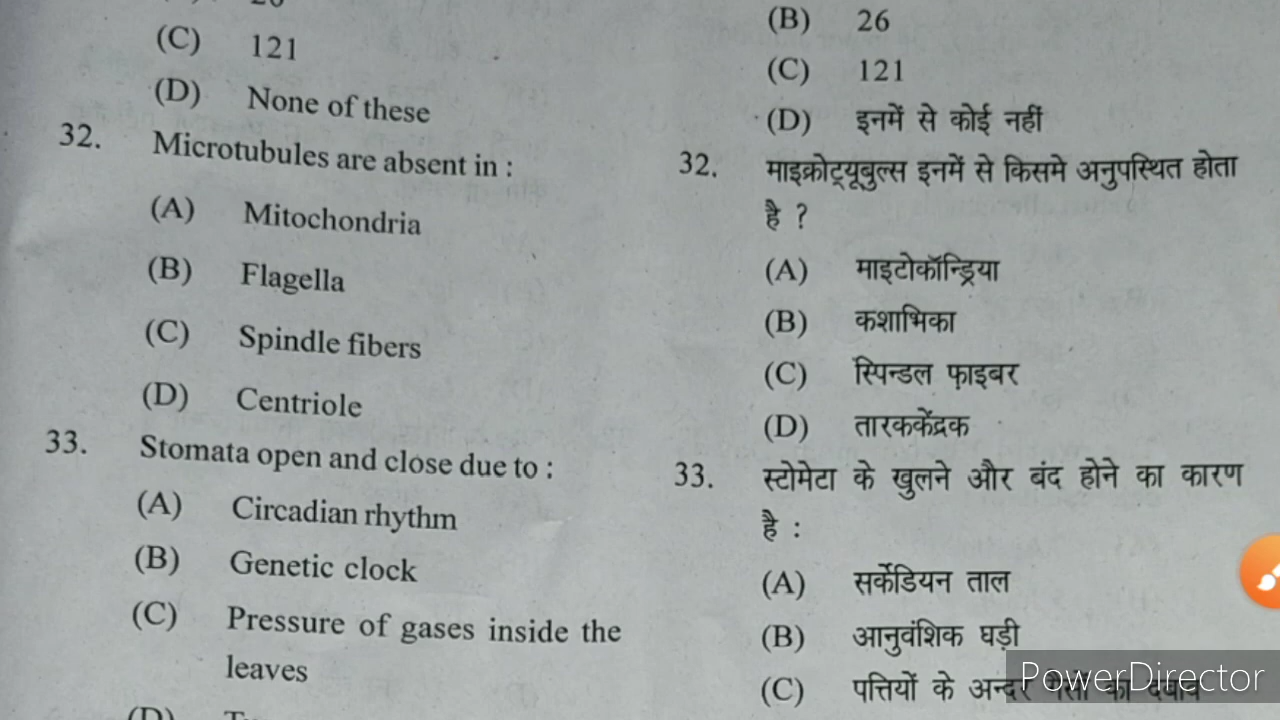 (C) 121
(D) None of these
32. Microtubules are absent in :
(A) Mitochondria
(B) Flagella
(C) Spindle fibers
(D) Centriole
33. Stomata open and close due to :
(A) Circadian rhythm
(B) Genetic clock
(C) Pressure of gases inside the
leaves
(D)
(B) 26
(C) 121
(D) इनमें से कोई नहीं
32. माइक्रोट्यूबुल्स इनमें से किसमे अनुपस्थित होता
है ?
(A) माइटोकॉन्ड्रिया
(B) कशाभिका
(C) स्पिन्डल फ़ाइबर
(D) तारककेंद्रक
33. स्टोमेटा के खुलने और बंद होने का कारण
है :
(A) सर्केडियन ताल
(B) आनुवंशिक घड़ी
(C) पत्तियों के अन्दर
PowerDirector